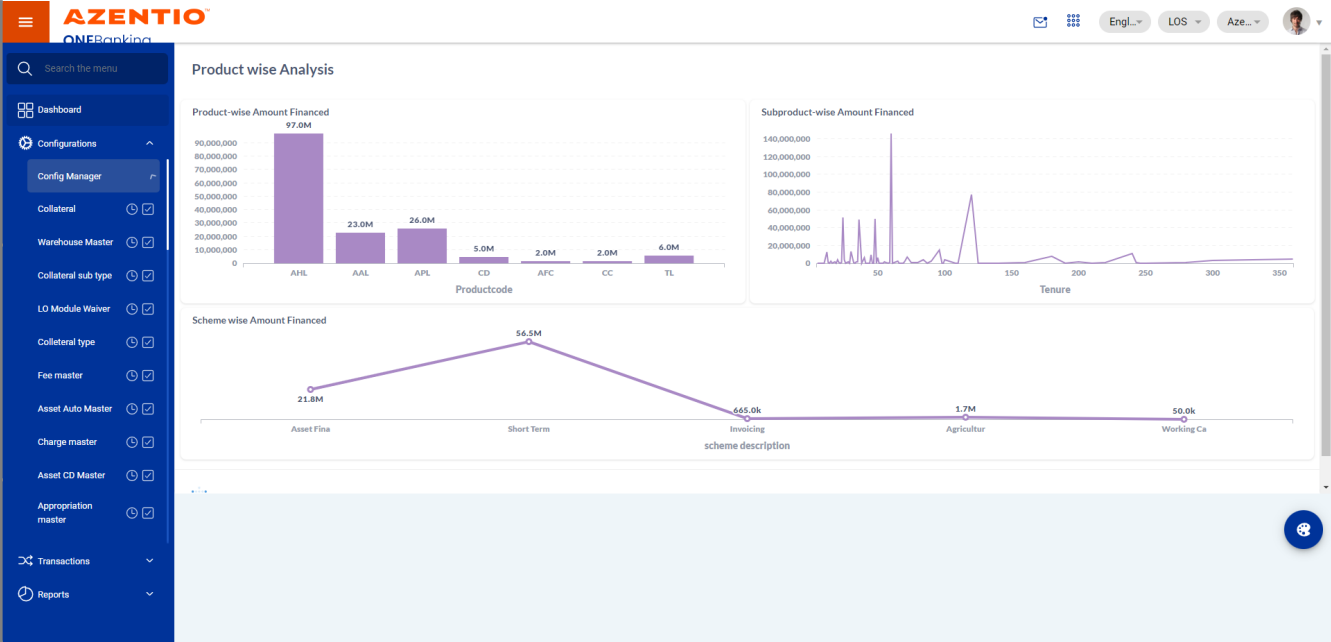 AZENTIO
ONEBanking
Engl...
LOS
Aze...
Search the menu
Dashboard
Configurations
Config Manager
Collateral
Warehouse Master
Collateral sub type
LO Module Waiver
Colleteral type
Fee master
Asset Auto Master
Charge master
Asset CD Master
Appropriation
master
Transactions
Reports
Product wise Analysis
Product-wise Amount Financed
97.0M
90,000,000
80,000,000
70,000,000
60,000,000
50,000,000
40,000,000
30,000,000
20,000,000
10,000,000
0
23.0M
26.0M
5.0M
2.0M
2.0M
6.0M
AHL AAL APL CD AFC CC TL
Productcode
Subproduct-wise Amount Financed
140,000,000
120,000,000
100,000,000
80,000,000
60,000,000
40,000,000
20,000,000
0
50 100 150 200 250 300 350
Tenure
Scheme wise Amount Financed
56.5M
21.8M
665.0k
1.7M
50.0k
Asset Fina Short Term Invoicing Agricultur Working Ca
scheme description